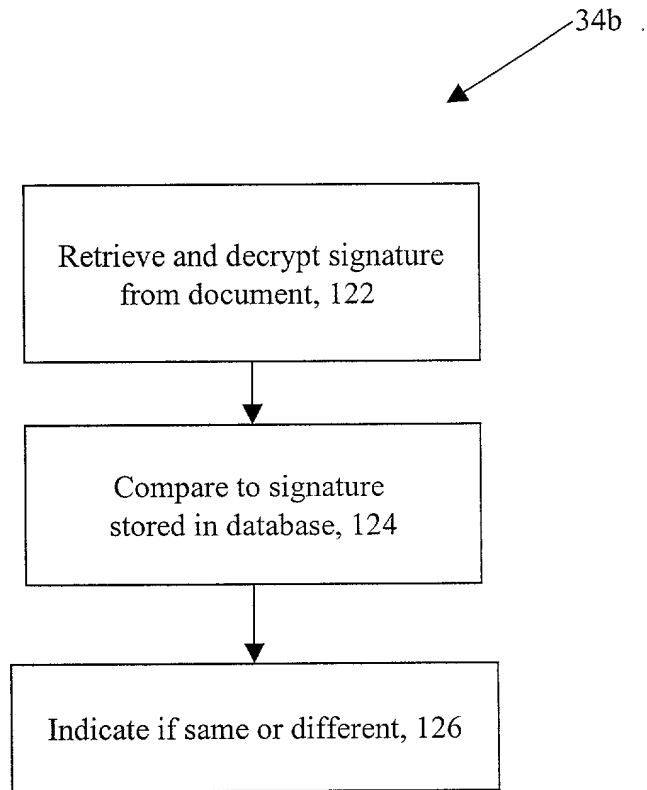 34b
Retrieve and decrypt signature
from document, 122
Compare to signature
stored in database, 124
Indicate if same or different, 126